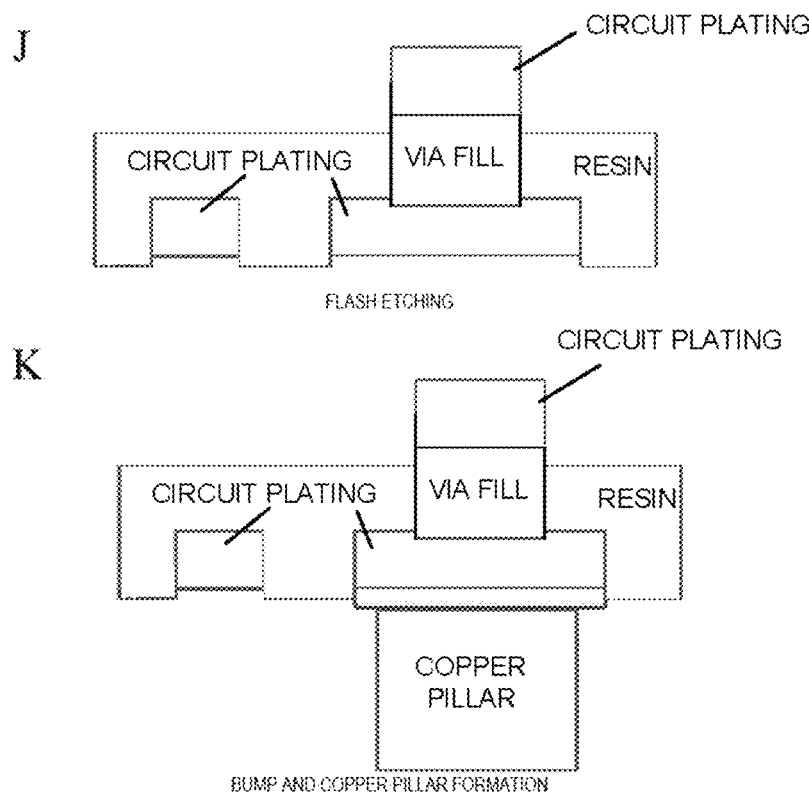 J
CIRCUIT PLATING
CIRCUIT PLATING
VIA FILL
RESIN
FLASH ETCHING
K
CIRCUIT PLATING
CIRCUIT PLATING
VIA FILL
RESIN
COPPER
PILLAR
BUMP AND COPPER PILLAR FORMATION